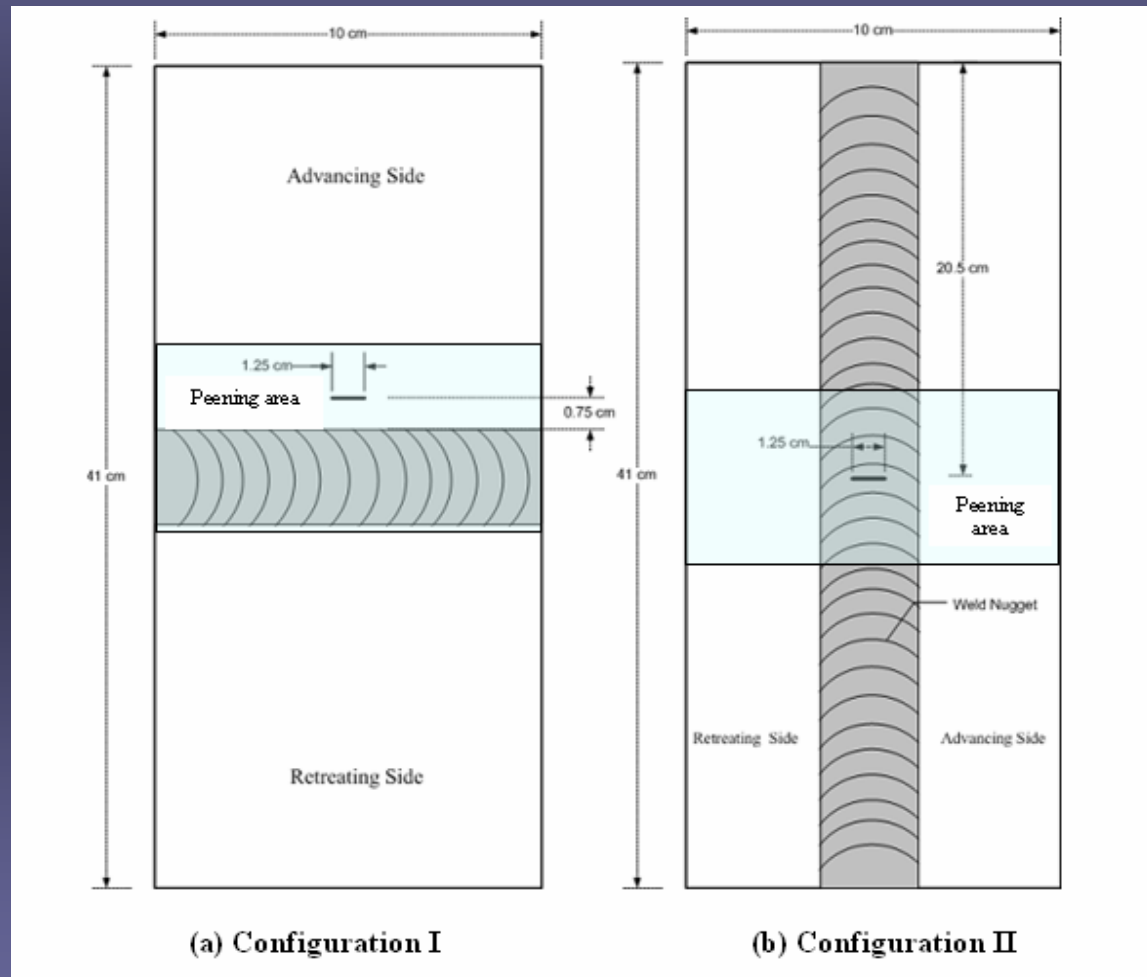 10 cm
Advancing Side
1.25 cm
Peening area
0.75 cm
41 cm
Retreating Side
(a) Configuration I
10 cm
20.5 cm
1.25 cm
41 cm
Peening
area
Weld Nugget
Retreating Side
Advancing Side
(b) Configuration II